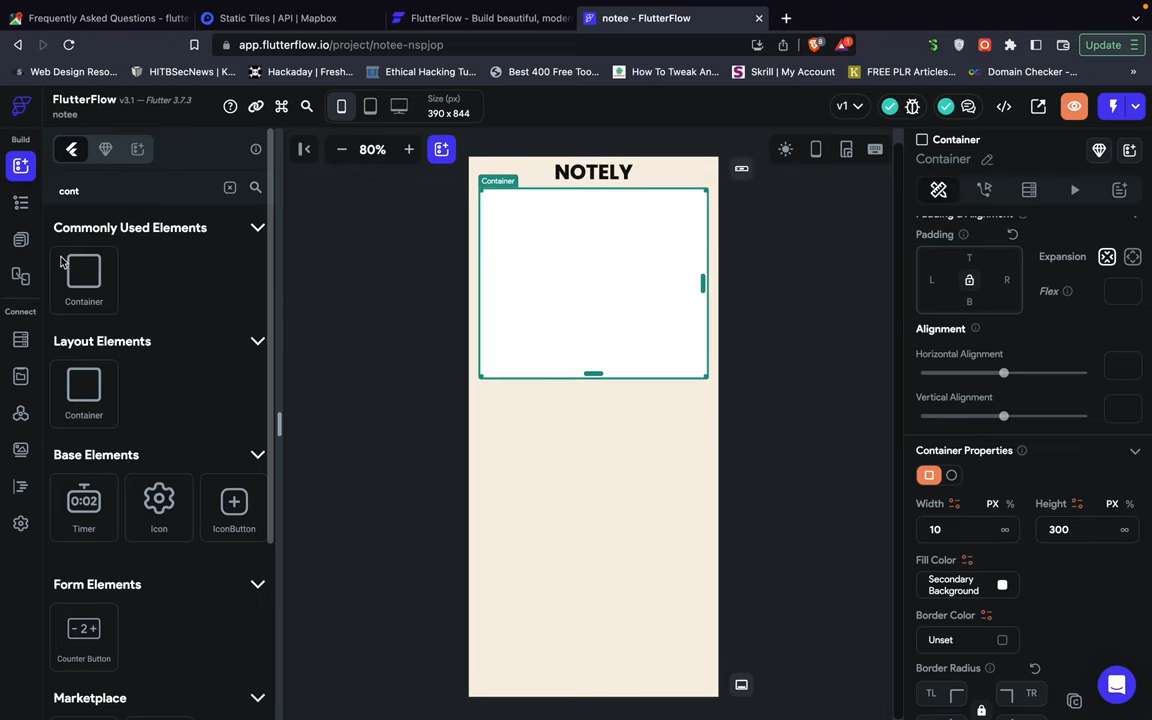 Frequently Asked Questions - flutte
Static Tiles | API | Mapbox
FlutterFlow - Build beautiful, moder
notee - FlutterFlow
app.flutterflow.io/project/notee-nspjop
8
1
Update
Web Design Reso...
HITBSecNews | K...
Hackaday | Fresh...
Ethical Hacking Tu...
Best 400 Free Too...
How To Tweak An...
Skrill | My Account
FREE PLR Articles...
Domain Checker -...
»
FlutterFlow v3.1 - Flutter 3.7.3
notee
Size (px)
390 x 844
v1
Build
80%
Container
Container
cont
NOTELY
Container
Commonly Used Elements
Container
Layout Elements
Container
Base Elements
Timer
0:02
Icon
IconButton
Form Elements
- 2 +
Counter Button
Marketplace
Connect
Padding & Alignment
Padding
T
L
R
B
Expansion
Flex
Alignment
Horizontal Alignment
Vertical Alignment
Container Properties
Width
PX %
Height
PX %
10 ∞
300 ∞
Fill Color
Secondary
Background
Border Color
Unset
Border Radius
TL
TR